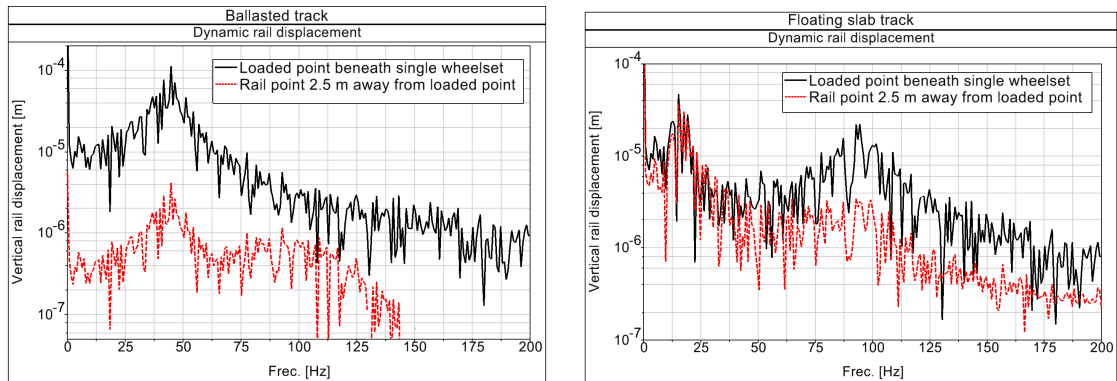 Ballasted track
Dynamic rail displacement
Loaded point beneath single wheelset
Rail point 2.5 m away from loaded point
Vertical rail displacement [m]
10-4
10-5
10-6
10-7
0 25 50 75 100 125 150 175 200
Frec. [Hz]
Floating slab track
Dynamic rail displacement
Loaded point beneath single wheelset
Rail point 2.5 m away from loaded point
Vertical rail displacement [m]
10-4
10-5
10-6
10-7
0 25 50 75 100 125 150 175 200
Frec. [Hz]